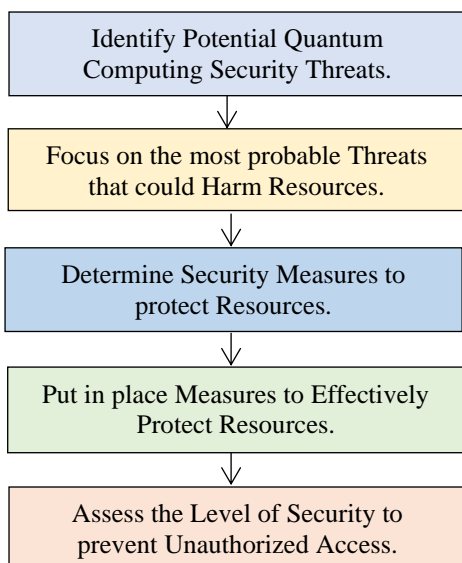 Identify Potential Quantum
Computing Security Threats.
Focus on the most probable Threats
that could Harm Resources.
Determine Security Measures to
protect Resources.
Put in place Measures to Effectively
Protect Resources.
Assess the Level of Security to
prevent Unauthorized Access.